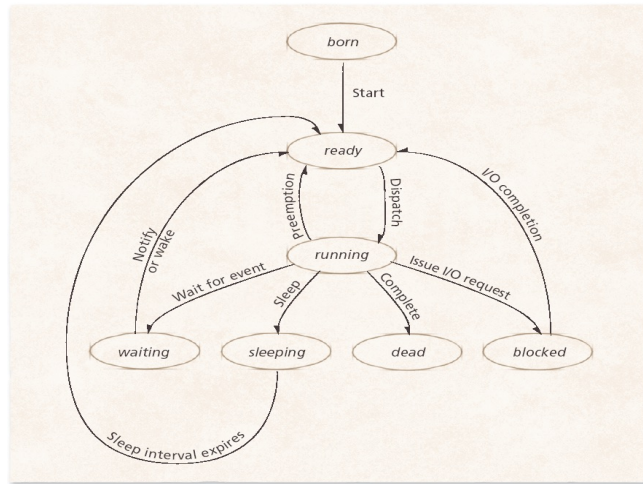 born
Start
ready
Preemption
Dispatch
I/O completion
Notify
or wake
running
Wait for event
Sleep
Complete
Issue I/O request
waiting
sleeping
dead
blocked
Sleep interval expires